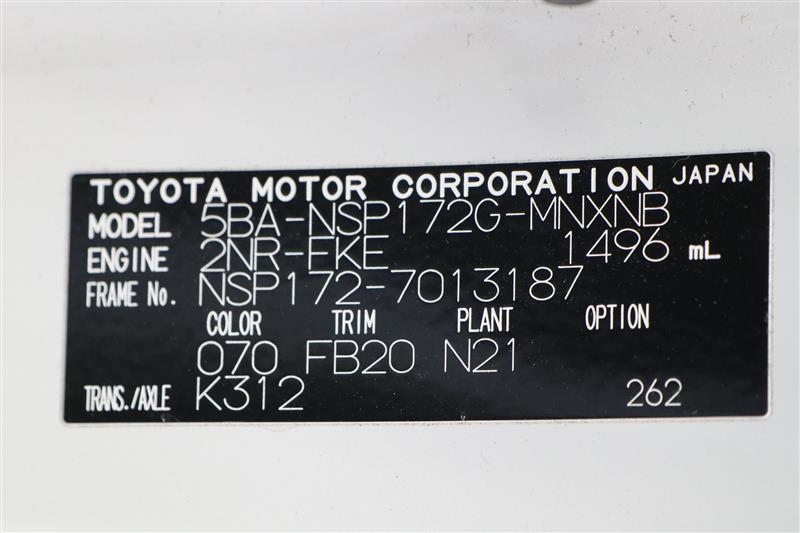 TOYOTA MOTOR CORPORATION JAPAN
MODEL 5BA-NSP172G-MNXNB
ENGINE 2NR-FKE 1496 mL
FRAME No. NSP172-7013187
COLOR TRIM PLANT OPTION
070 FB20 N21
TRANS./AXLE K312 262